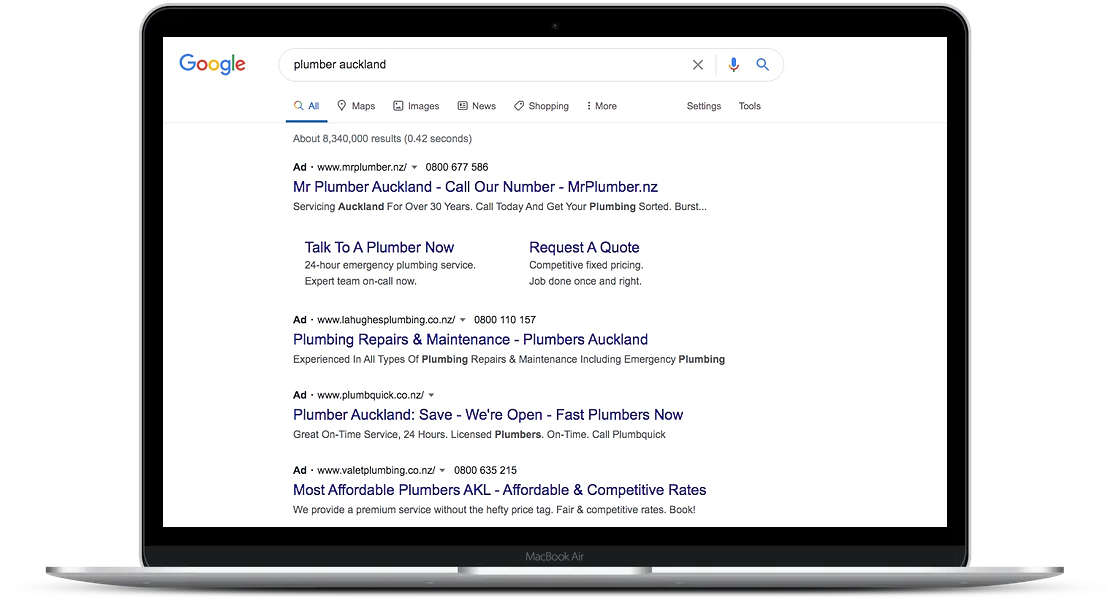 Google
plumber auckland
All Maps Images News Shopping More Settings Tools
About 8,340,000 results (0.42 seconds)
Ad · www.mrplumber.nz/ 0800 677 586
Mr Plumber Auckland - Call Our Number - MrPlumber.nz
Servicing Auckland For Over 30 Years. Call Today And Get Your Plumbing Sorted. Burst...
Talk To A Plumber Now
24-hour emergency plumbing service.
Expert team on-call now.
Request A Quote
Competitive fixed pricing.
Job done once and right.
Ad · www.lahughesplumbing.co.nz/ 0800 110 157
Plumbing Repairs & Maintenance - Plumbers Auckland
Experienced In All Types Of Plumbing Repairs & Maintenance Including Emergency Plumbing
Ad · www.plumbquick.co.nz/
Plumber Auckland: Save - We're Open - Fast Plumbers Now
Great On-Time Service, 24 Hours. Licensed Plumbers. On-Time. Call Plumbquick
Ad · www.valetplumbing.co.nz/ 0800 635 215
Most Affordable Plumbers AKL - Affordable & Competitive Rates
We provide a premium service without the hefty price tag. Fair & competitive rates. Book!
MacBook Air